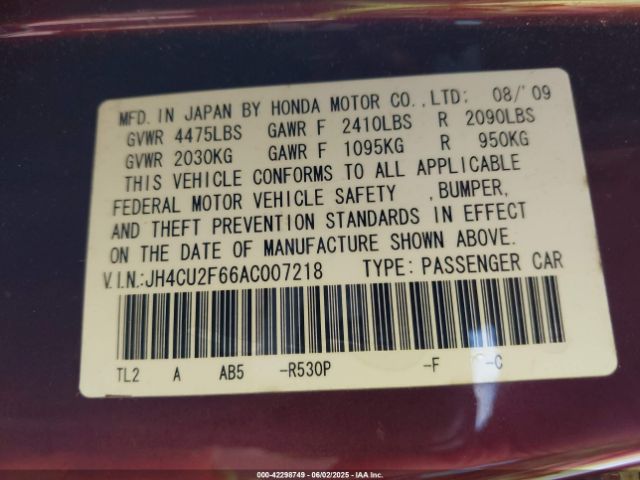 MFD. IN JAPAN BY HONDA MOTOR CO.,LTD: 08/'09
GVWR 4475LBS GAWR F 2410LBS R 2090LBS
GVWR 2030KG GAWR F 1095KG R 950KG
THIS VEHICLE CONFORMS TO ALL APPLICABLE
FEDERAL MOTOR VEHICLE SAFETY ,BUMPER,
AND THEFT PREVENTION STANDARDS IN EFFECT
ON THE DATE OF MANUFACTURE SHOWN ABOVE.
V.I.N.:JH4CU2F66AC007218 TYPE: PASSENGER CAR
TL2 A AB5 -R530P -F -C
000-42298749 - 06/02/2025 - IAAI Inc.